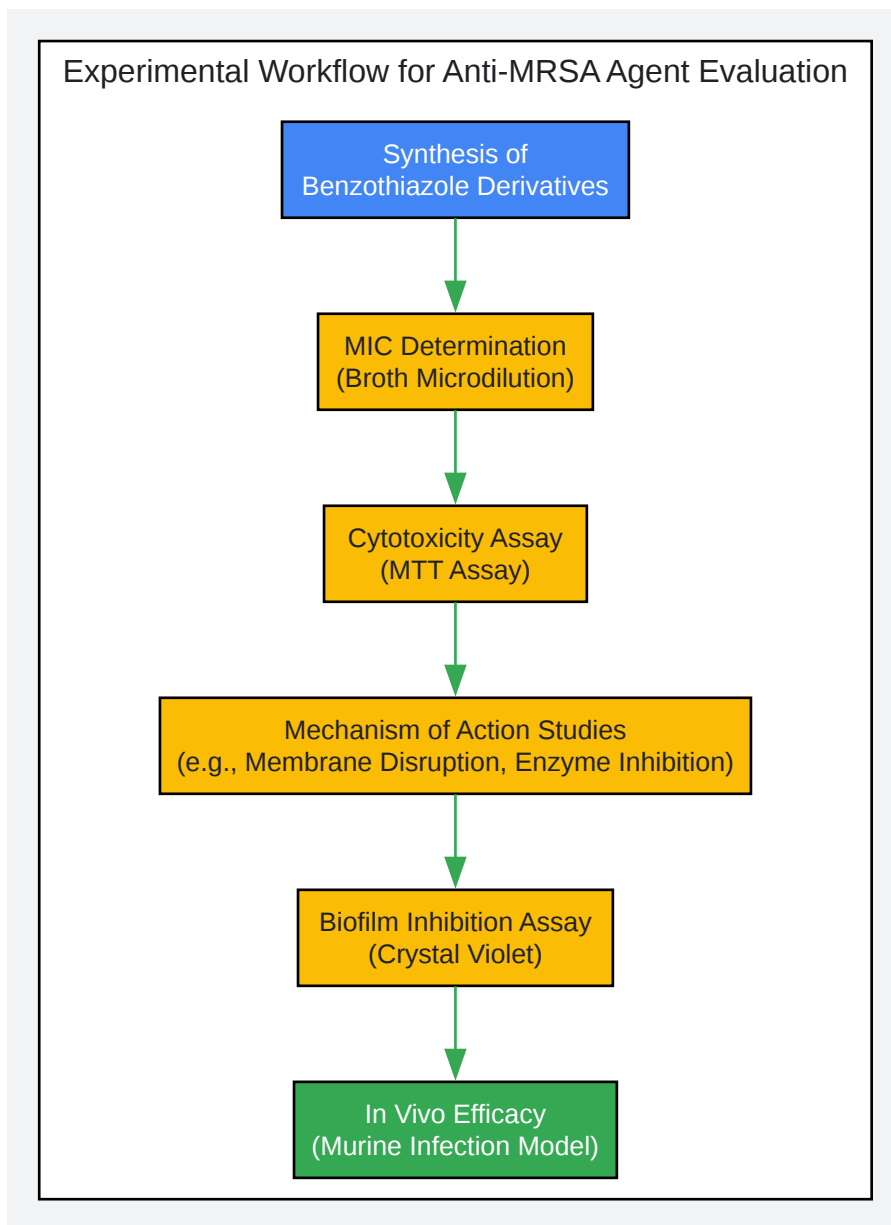 Experimental Workflow for Anti-MRSA Agent Evaluation
Synthesis of
Benzothiazole Derivatives
MIC Determination
(Broth Microdilution)
Cytotoxicity Assay
(MTT Assay)
Mechanism of Action Studies
(e.g., Membrane Disruption, Enzyme Inhibition)
Biofilm Inhibition Assay
(Crystal Violet)
In Vivo Efficacy
(Murine Infection Model)